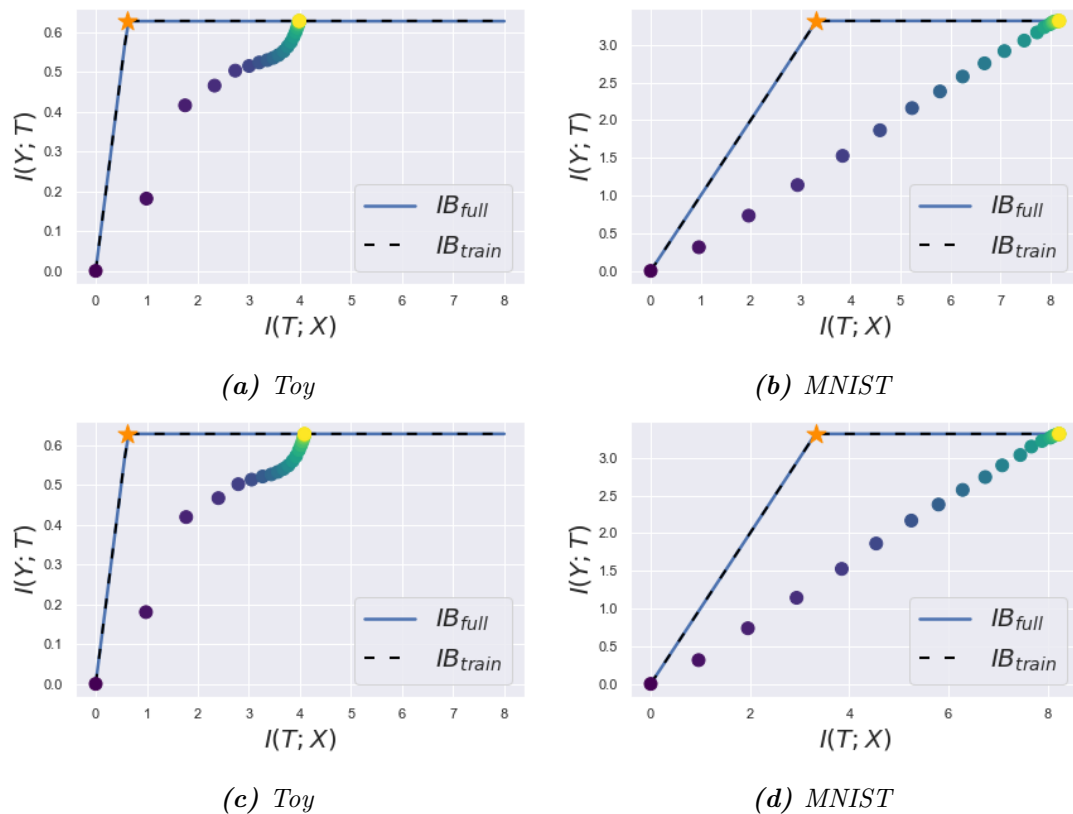 0.6
0.5
0.4
0.3
0.2
0.1
0.0
I(Y; T)
0 1 2 3 4 5 6 7 8
I(T; X)
IB_full
IB_train
(a) Toy
3.0
2.5
2.0
1.5
1.0
0.5
0.0
I(Y; T)
0 1 2 3 4 5 6 7 8
I(T; X)
IB_full
IB_train
(b) MNIST
0.6
0.5
0.4
0.3
0.2
0.1
0.0
I(Y; T)
0 1 2 3 4 5 6 7 8
I(T; X)
IB_full
IB_train
(c) Toy
3.0
2.5
2.0
1.5
1.0
0.5
0.0
I(Y; T)
0 2 4 6 8
I(T; X)
IB_full
IB_train
(d) MNIST